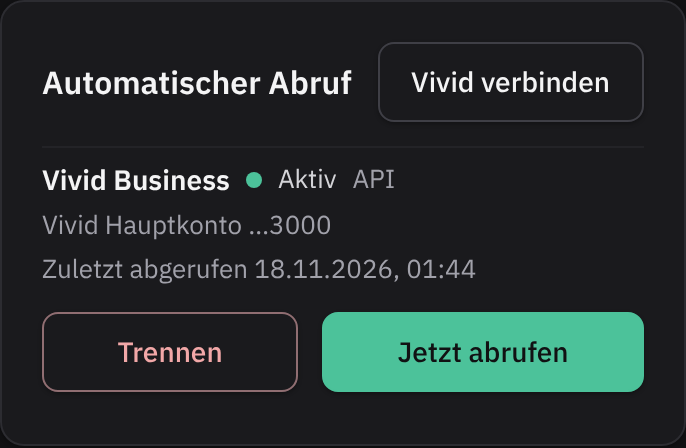 Automatischer Abruf
Vivid verbinden
Vivid Business Aktiv API
Vivid Hauptkonto ...3000
Zuletzt abgerufen 18.11.2026, 01:44
Trennen
Jetzt abrufen